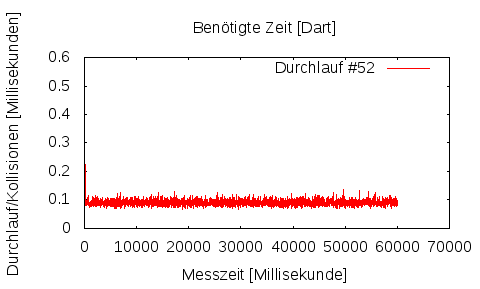 Benötigte Zeit [Dart]
Durchlauf #52
Durchlauf/Kollisionen [Millisekunden]
0.6
0.5
0.4
0.3
0.2
0.1
0
0 10000 20000 30000 40000 50000 60000 70000
Messzeit [Millisekunde]